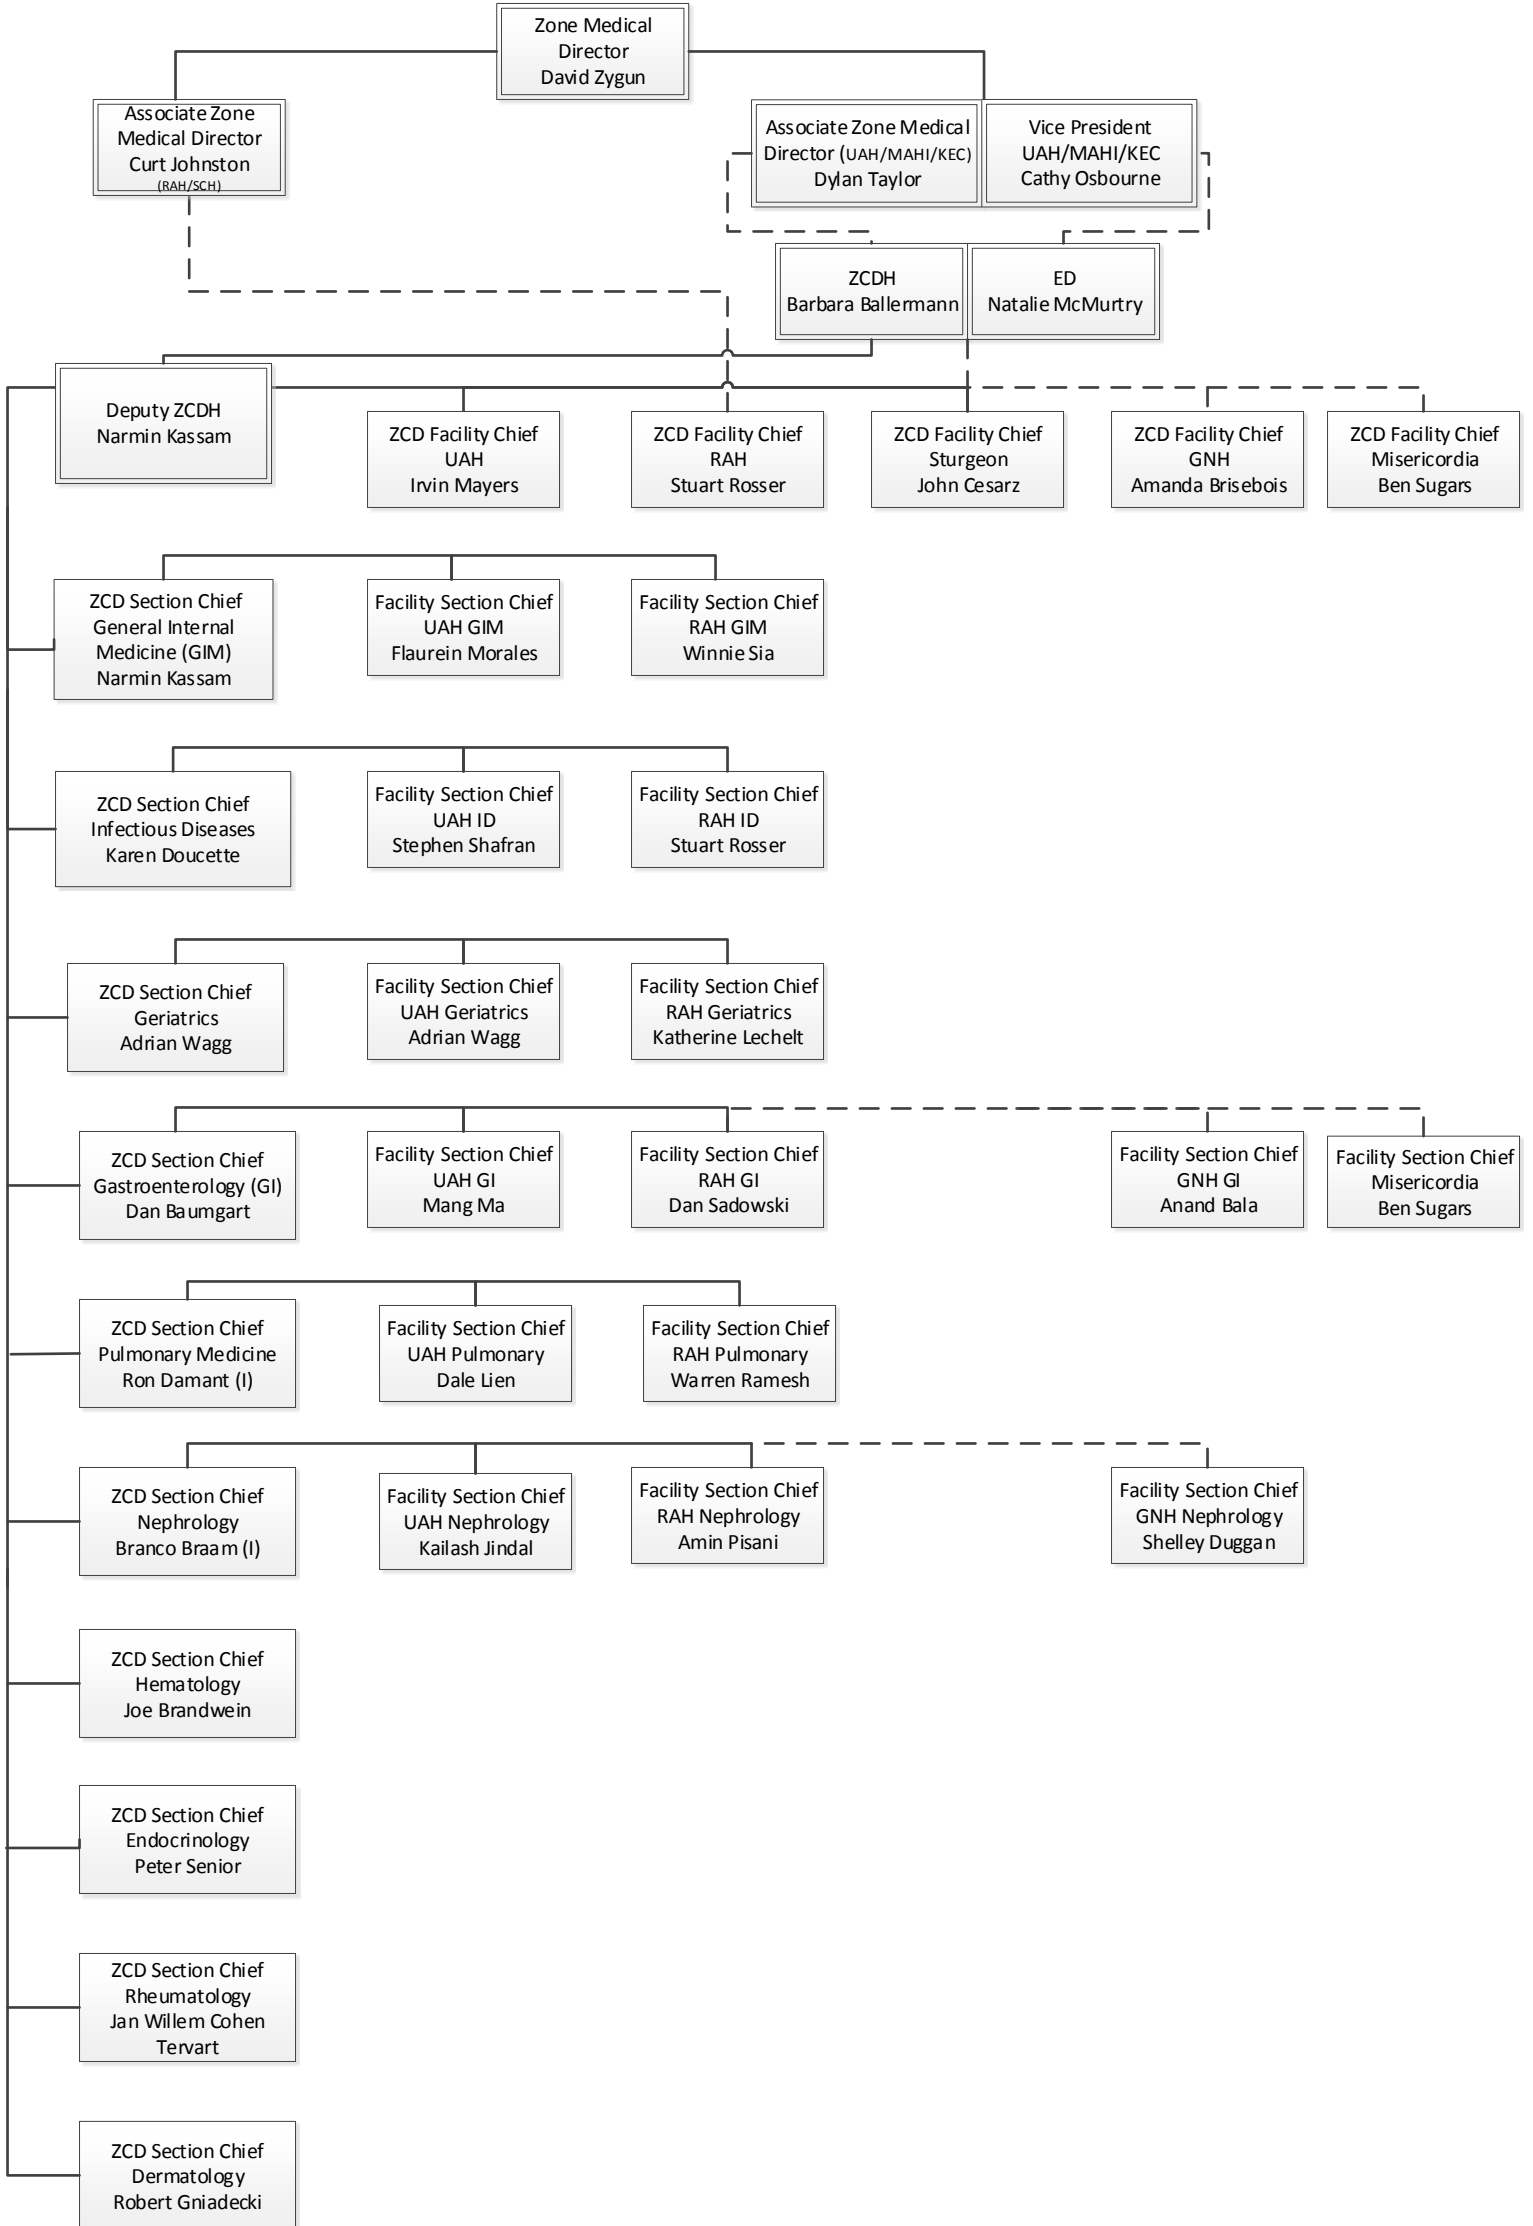 Zone Medical
Director
David Zygun
Associate Zone
Medical Director
Curt Johnston
(RAH/SCH)
Associate Zone Medical
Director (UAH/MAHI/KEC)
Dylan Taylor
Vice President
UAH/MAHI/KEC
Cathy Osbourne
ZCDH
Barbara Ballermann
ED
Natalie McMurtry
Deputy ZCDH
Narmin Kassam
ZCD Facility Chief
UAH
Irvin Mayers
ZCD Facility Chief
RAH
Stuart Rosser
ZCD Facility Chief
Sturgeon
John Cesarz
ZCD Facility Chief
GNH
Amanda Brisebois
ZCD Facility Chief
Misericordia
Ben Sugars
ZCD Section Chief
General Internal
Medicine (GIM)
Narmin Kassam
Facility Section Chief
UAH GIM
Flaurein Morales
Facility Section Chief
RAH GIM
Winnie Sia
ZCD Section Chief
Infectious Diseases
Karen Doucette
Facility Section Chief
UAH ID
Stephen Shafran
Facility Section Chief
RAH ID
Stuart Rosser
ZCD Section Chief
Geriatrics
Adrian Wagg
Facility Section Chief
UAH Geriatrics
Adrian Wagg
Facility Section Chief
RAH Geriatrics
Katherine Lechelt
ZCD Section Chief
Gastroenterology (GI)
Dan Baumgart
Facility Section Chief
UAH GI
Mang Ma
Facility Section Chief
RAH GI
Dan Sadowski
Facility Section Chief
GNH GI
Anand Bala
Facility Section Chief
Misericordia
Ben Sugars
ZCD Section Chief
Pulmonary Medicine
Ron Damant (I)
Facility Section Chief
UAH Pulmonary
Dale Lien
Facility Section Chief
RAH Pulmonary
Warren Ramesh
ZCD Section Chief
Nephrology
Branco Braam (I)
Facility Section Chief
UAH Nephrology
Kailash Jindal
Facility Section Chief
RAH Nephrology
Amin Pisani
Facility Section Chief
GNH Nephrology
Shelley Duggan
ZCD Section Chief
Hematology
Joe Brandwein
ZCD Section Chief
Endocrinology
Peter Senior
ZCD Section Chief
Rheumatology
Jan Willem Cohen
Tervart
ZCD Section Chief
Dermatology
Robert Gniadecki